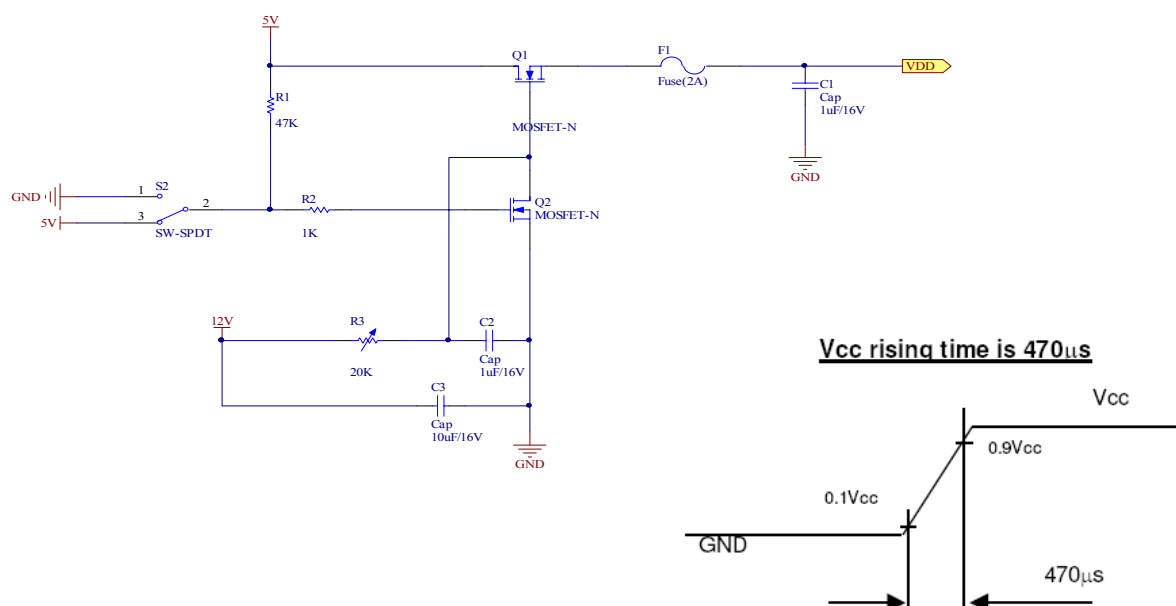 5V
Q1
F1
Fuse(2A)
VDD
C1
Cap
1uF/16V
R1
47K
MOSFET-N
GND
GND
1
S2
5V
3
2
SW-SPDT
R2
1K
Q2
MOSFET-N
12V
R3
20K
C2
Cap
1uF/16V
C3
Cap
10uF/16V
GND
Vcc rising time is 470μs
Vcc
0.9Vcc
0.1Vcc
GND
470μs